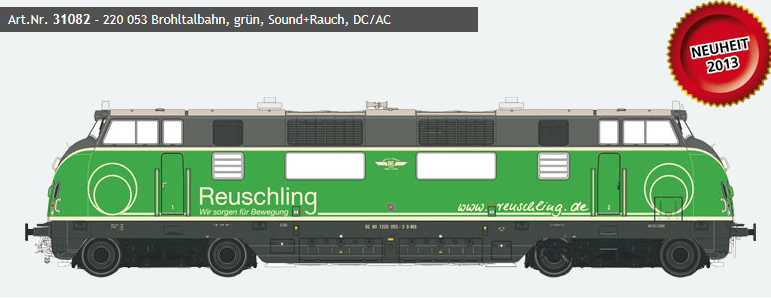 Art.Nr. 31082 - 220 053 Brohltalbahn, grün, Sound+Rauch, DC/AC
NEUHEIT
2013
Reuschling
Wir sorgen für Bewegung
www.reuschling.de
1
2